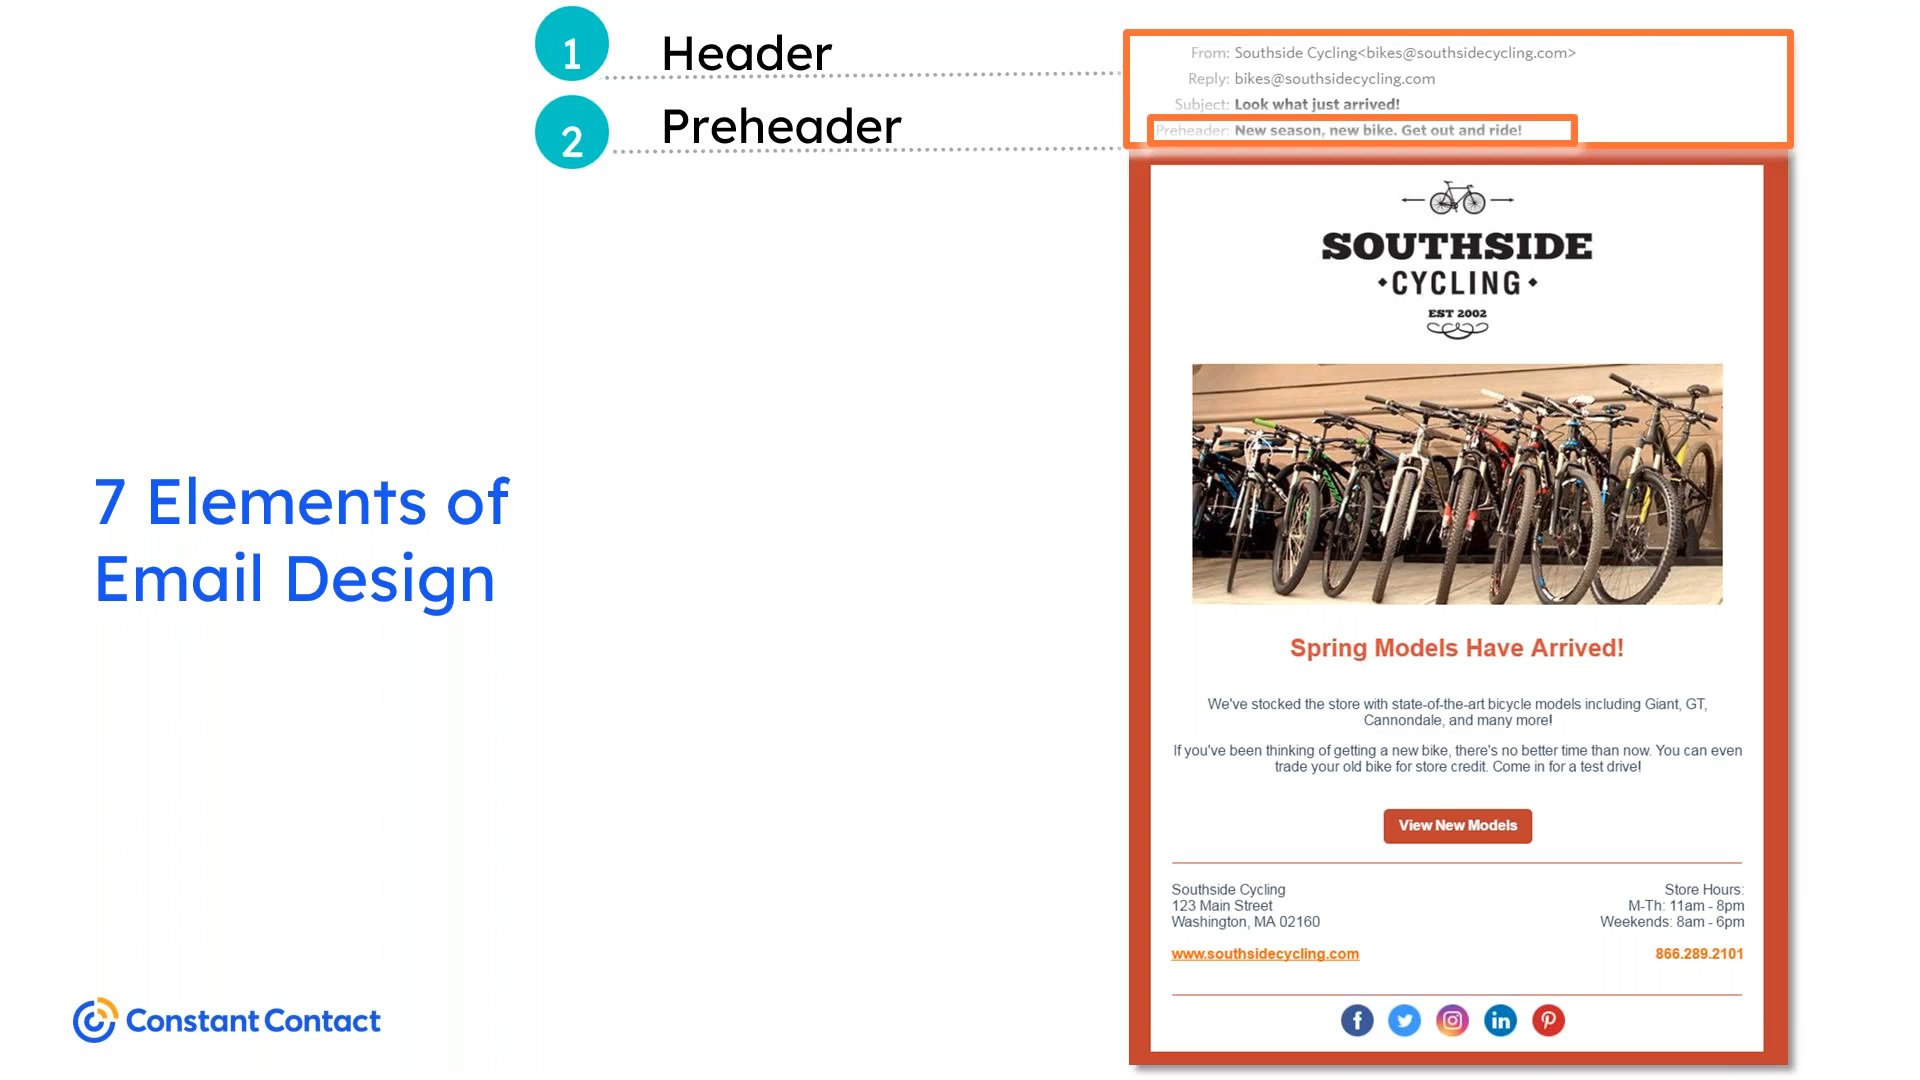 1 Header
2 Preheader
From: Southside Cycling<bikes@southsidecycling.com>
Reply: bikes@southsidecycling.com
Subject: Look what just arrived!
Preheader: New season, new bike. Get out and ride!
SOUTHSIDE
CYCLING
EST 2002
7 Elements of
Email Design
Spring Models Have Arrived!
We've stocked the store with state-of-the-art bicycle models including Giant, GT,
Cannondale, and many more!
If you've been thinking of getting a new bike, there's no better time than now. You can even
trade your old bike for store credit. Come in for a test drive!
View New Models
Southside Cycling
123 Main Street
Washington, MA 02160
www.southsidecycling.com
Store Hours:
M-Th: 11am - 8pm
Weekends: 8am - 6pm
866.289.2101
Constant Contact